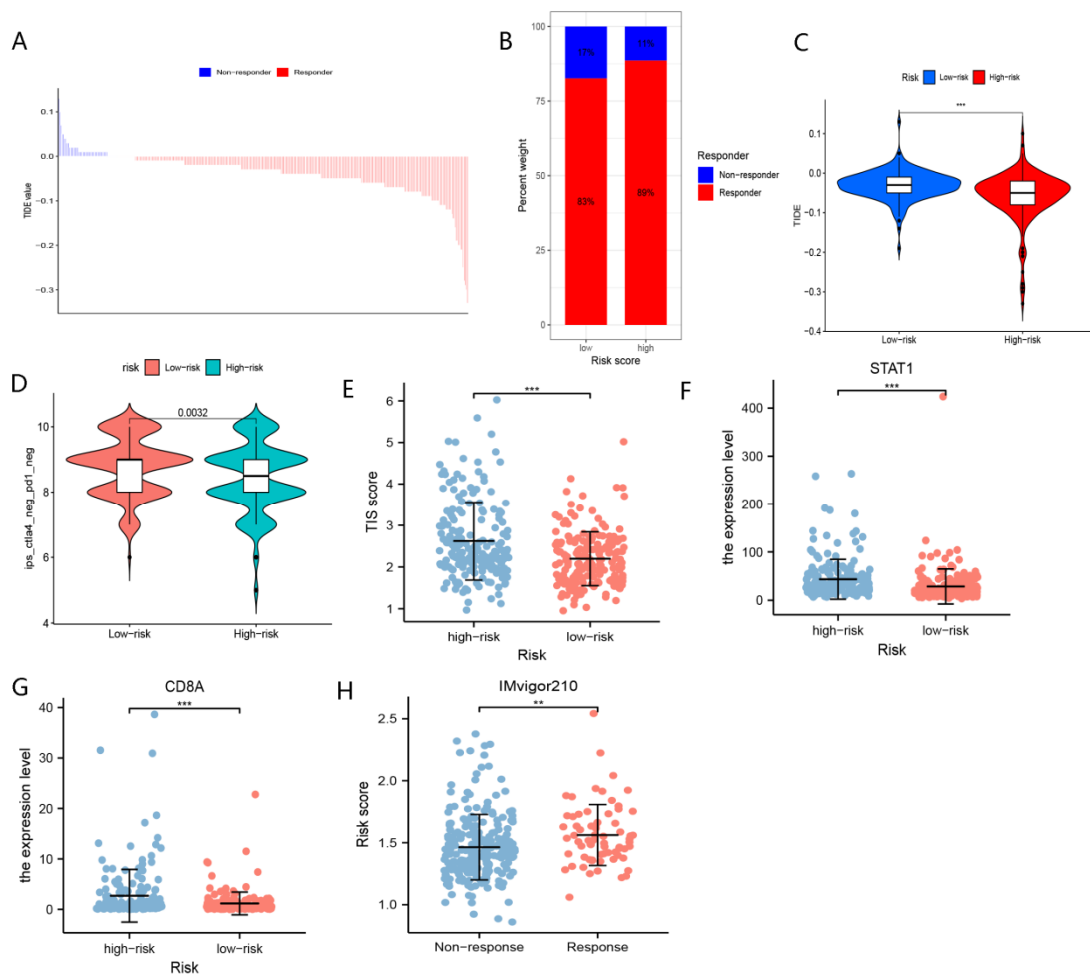 A
Non−responder Responder
TIDE value
0.1
0.0
−0.1
−0.2
−0.3
B
Percent weight
100
75
50
25
0
17%
11%
83%
89%
low high
Risk score
Responder
Non−responder
Responder
C
Risk Low−risk High−risk
***
TIDE
0.1
0.0
−0.1
−0.2
−0.3
−0.4
Low−risk High−risk
D
risk Low−risk High−risk
0.0032
ips_ctla4_neg_pd1_neg
10
8
6
4
Low−risk High−risk
E
***
TIS score
6
5
4
3
2
1
high−risk low−risk
Risk
F
STAT1
***
the expression level
400
300
200
100
0
high−risk low−risk
Risk
G
CD8A
***
the expression level
40
30
20
10
0
high−risk low−risk
Risk
H
IMvigor210
**
Risk score
2.5
2.0
1.5
1.0
Non−response Response